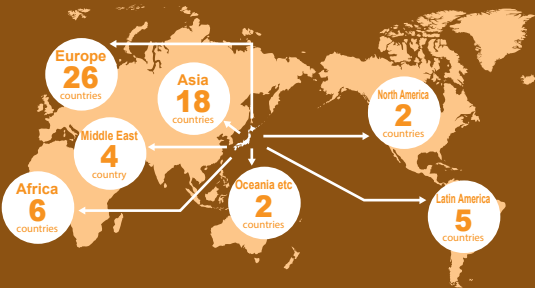 Europe
26
countries
Asia
18
countries
North America
2
countries
Middle East
4
country
Africa
6
countries
Oceania etc
2
countries
Latin America
5
countries